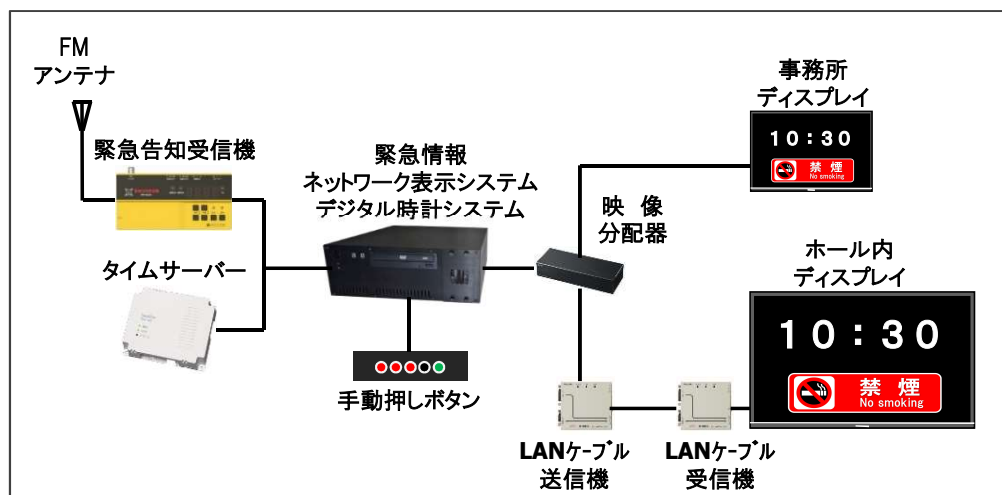 FM
アンテナ
緊急告知受信機
タイムサーバー
緊急情報
ネットワーク表示システム
デジタル時計システム
手動押しボタン
映 像
分配器
事務所
ディスプレイ
10:30
禁煙
No smoking
ホール内
ディスプレイ
10:30
禁煙
No smoking
LANｹｰﾌﾞﾙ
送信機
LANｹｰﾌﾞﾙ
受信機